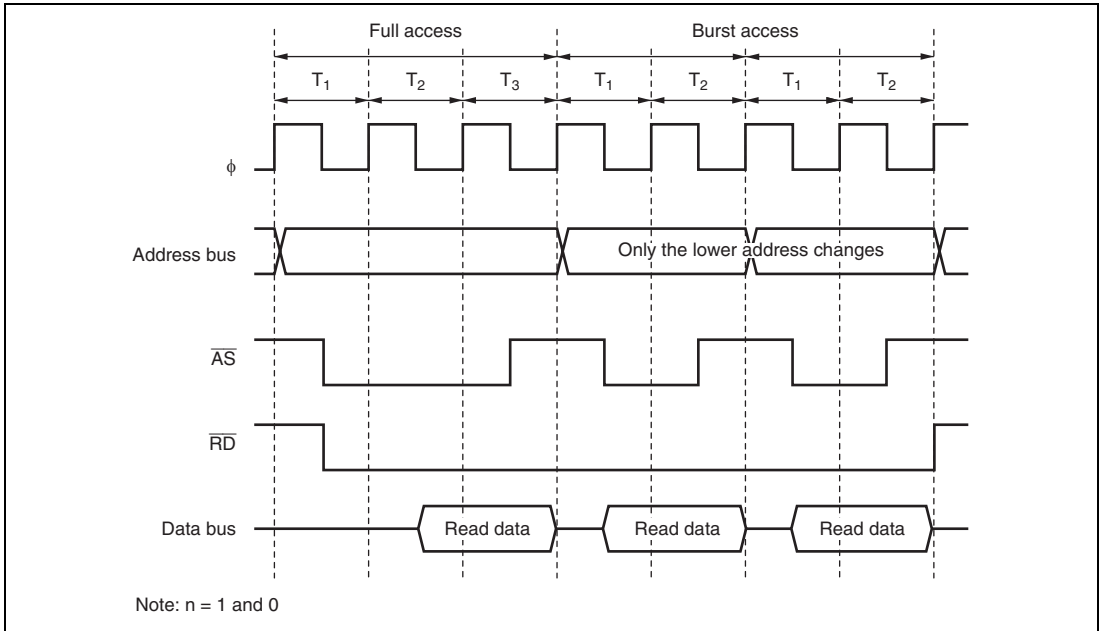 Full access Burst access
T1 T2 T3 T1 T2 T1 T2
ϕ
Address bus Only the lower address changes
AS
RD
Data bus Read data Read data Read data
Note: n = 1 and 0